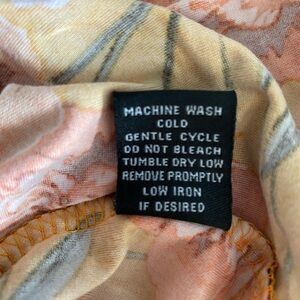 MACHINE WASH
COLD
GENTLE CYCLE
DO NOT BLEACH
TUMBLE DRY LOW
REMOVE PROMPTLY
LOW IRON
IF DESIRED